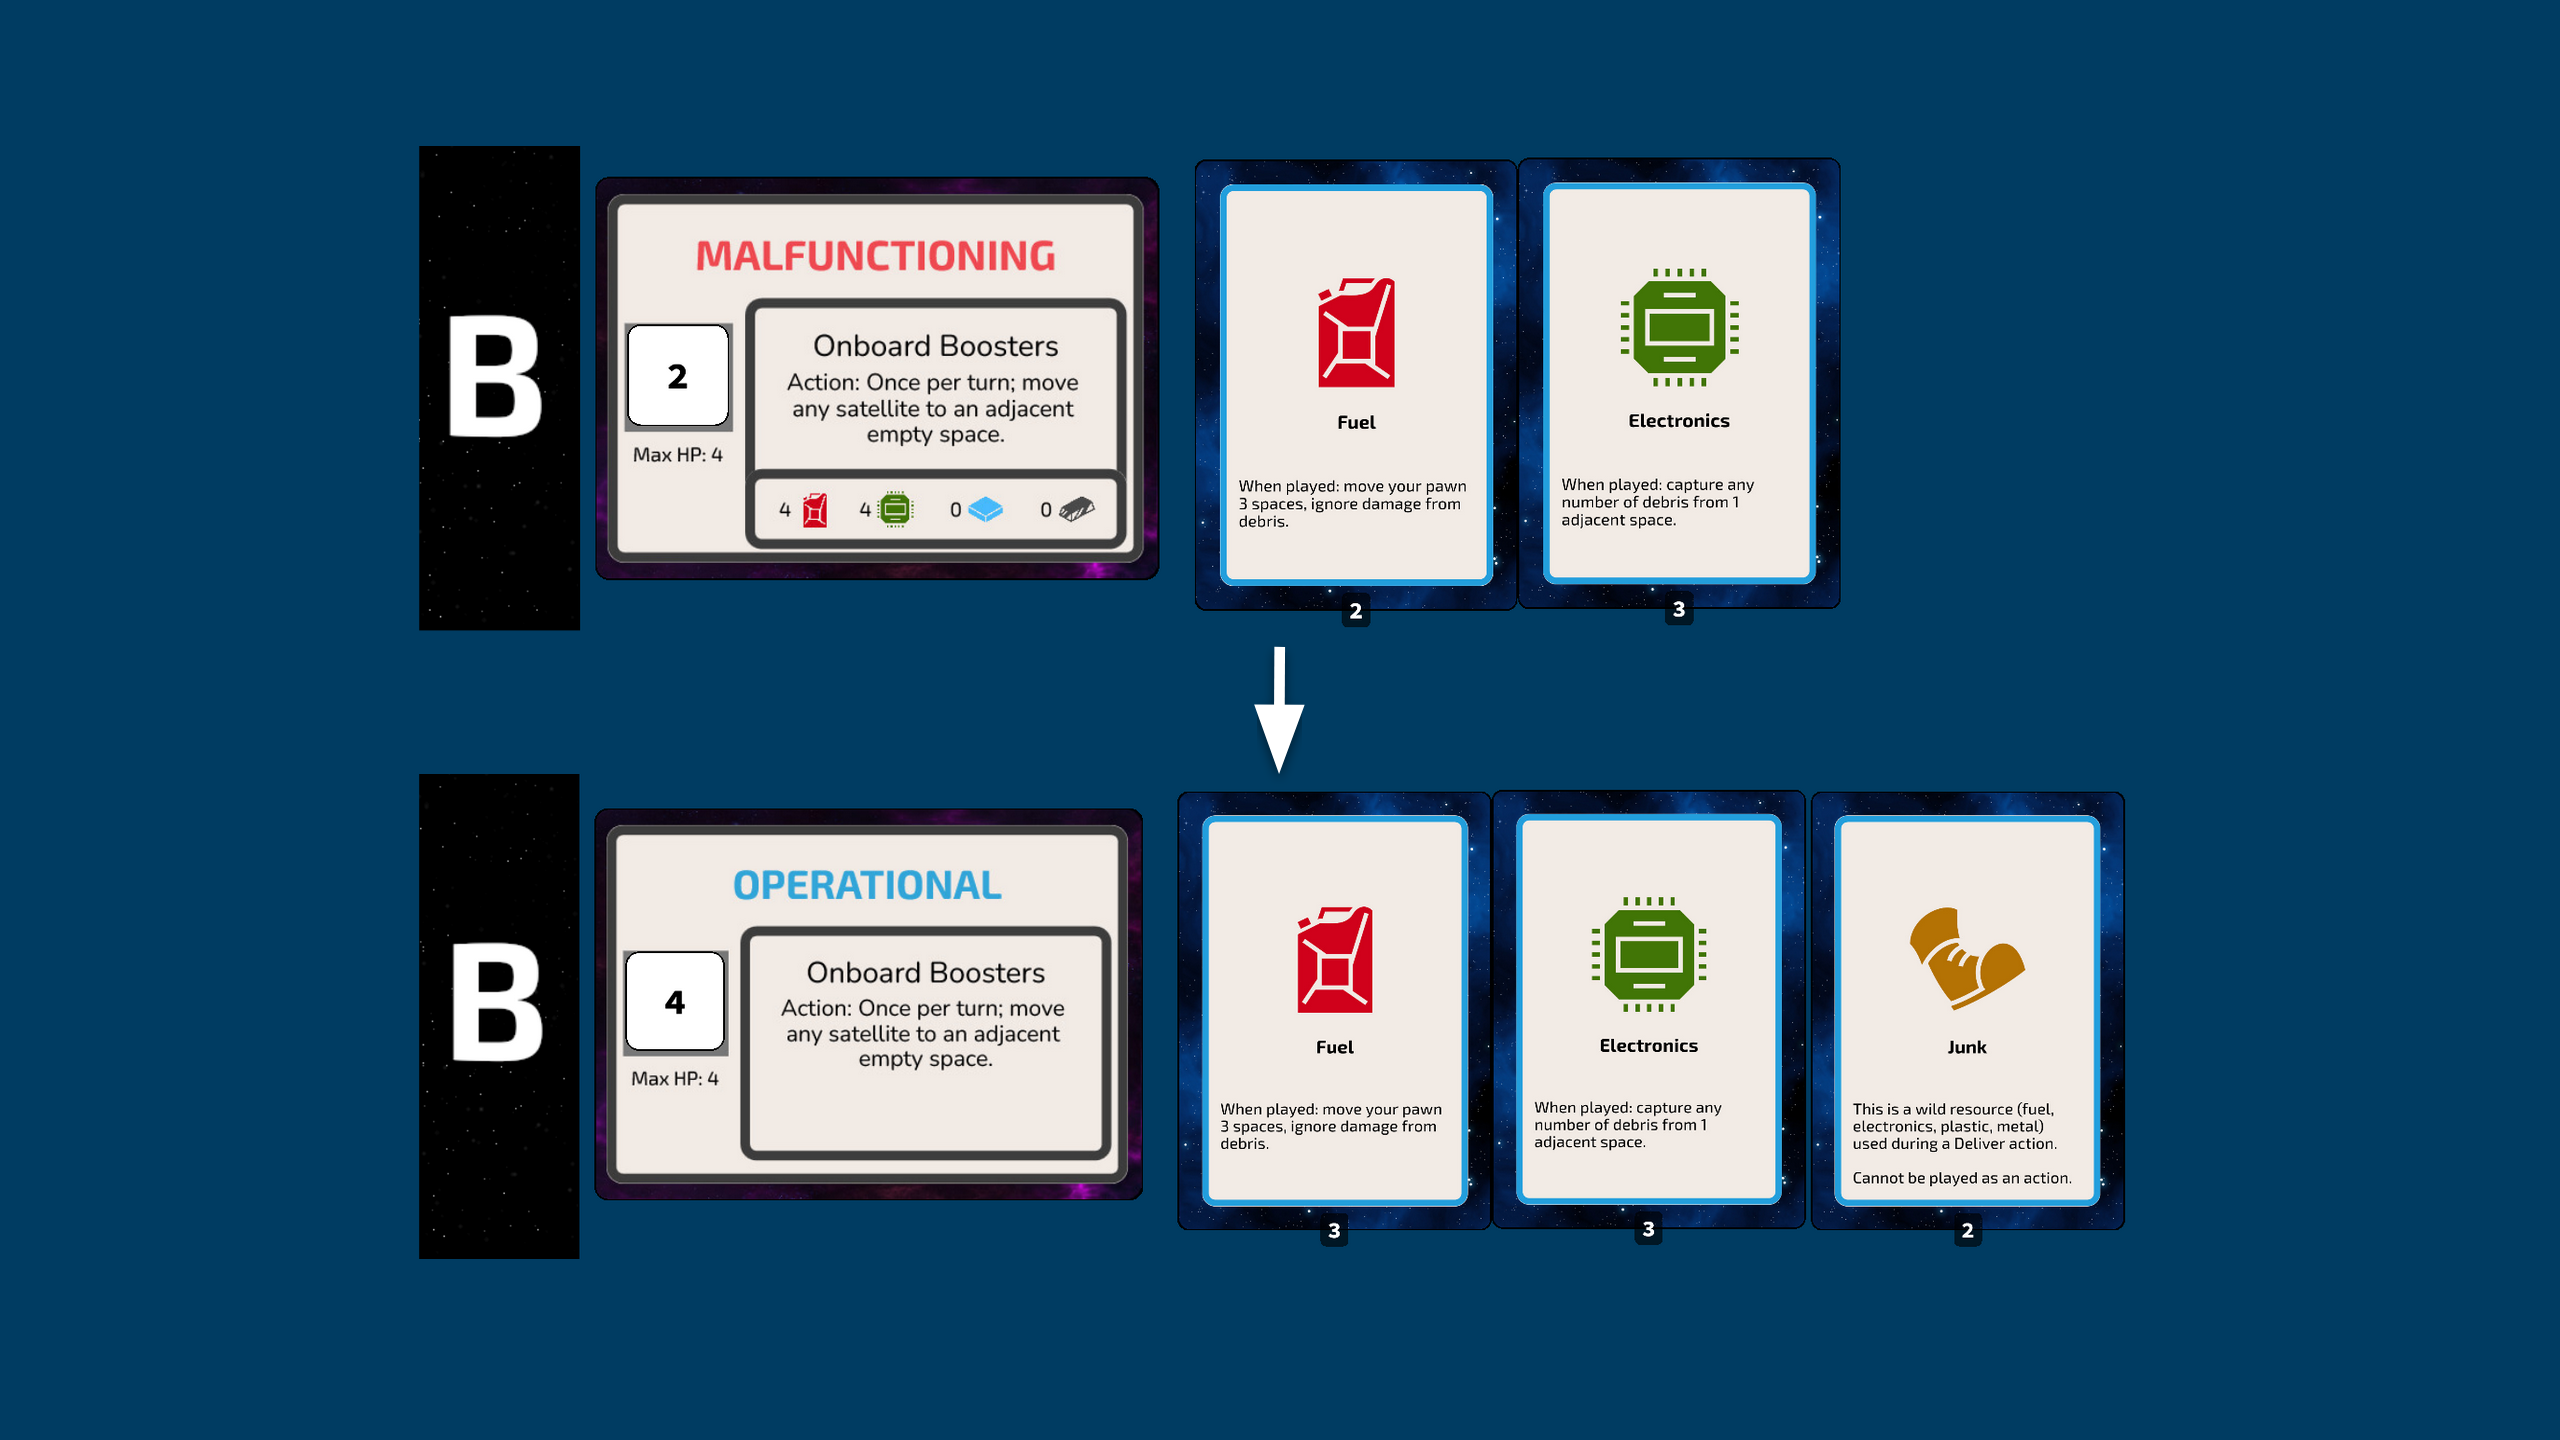 B
MALFUNCTIONING
2
Max HP: 4
Onboard Boosters
Action: Once per turn; move
any satellite to an adjacent
empty space.
4 4 0 0
Fuel
When played: move your pawn
3 spaces, ignore damage from
debris.
2
Electronics
When played: capture any
number of debris from 1
adjacent space.
3
B
OPERATIONAL
4
Max HP: 4
Onboard Boosters
Action: Once per turn; move
any satellite to an adjacent
empty space.
Fuel
When played: move your pawn
3 spaces, ignore damage from
debris.
3
Electronics
When played: capture any
number of debris from 1
adjacent space.
3
Junk
This is a wild resource (fuel,
electronics, plastic, metal)
used during a Deliver action.
Cannot be played as an action.
2